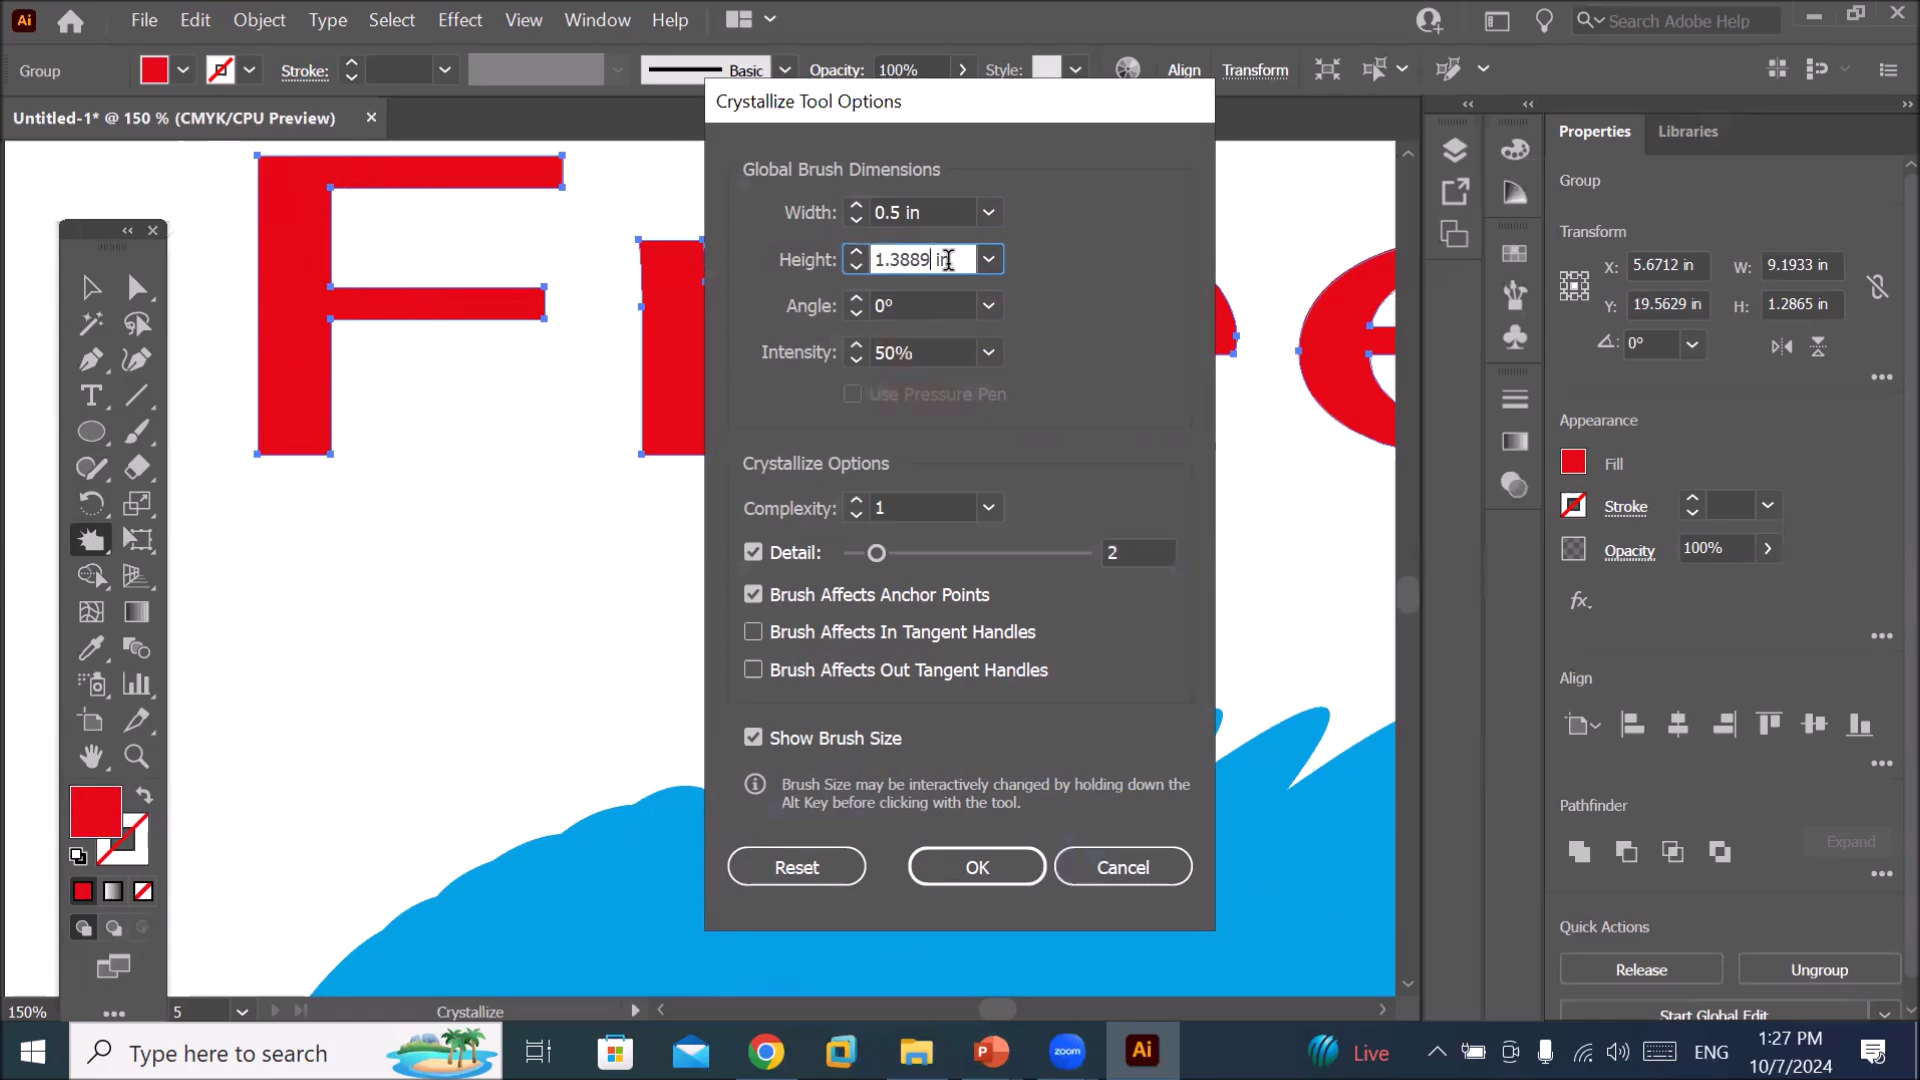 Ai File Edit Object Type Select Effect View Window Help Search Adobe Help
Group Stroke: Basic Opacity: 100% Style: Align Transform
Untitled-1* @ 150 % (CMYK/CPU Preview)
Crystallize Tool Options
Global Brush Dimensions
Width: 0.5 in
Height: 1.3889 in
Angle: 0°
Intensity: 50%
Use Pressure Pen
Crystallize Options
Complexity: 1
Detail: 2
Brush Affects Anchor Points
Brush Affects In Tangent Handles
Brush Affects Out Tangent Handles
Show Brush Size
Brush Size may be interactively changed by holding down the
Alt Key before clicking with the tool.
Reset OK Cancel
Properties Libraries
Group
Transform
X: 5.6712 in W: 9.1933 in
Y: 19.5629 in H: 1.2865 in
0°
Appearance
Fill
Stroke
Opacity 100%
fx.
Align
Pathfinder
Expand
Quick Actions
Release Ungroup
Start Global Edit
150% 5 Crystallize
Type here to search zoom Ai Live ENG 1:27 PM
10/7/2024